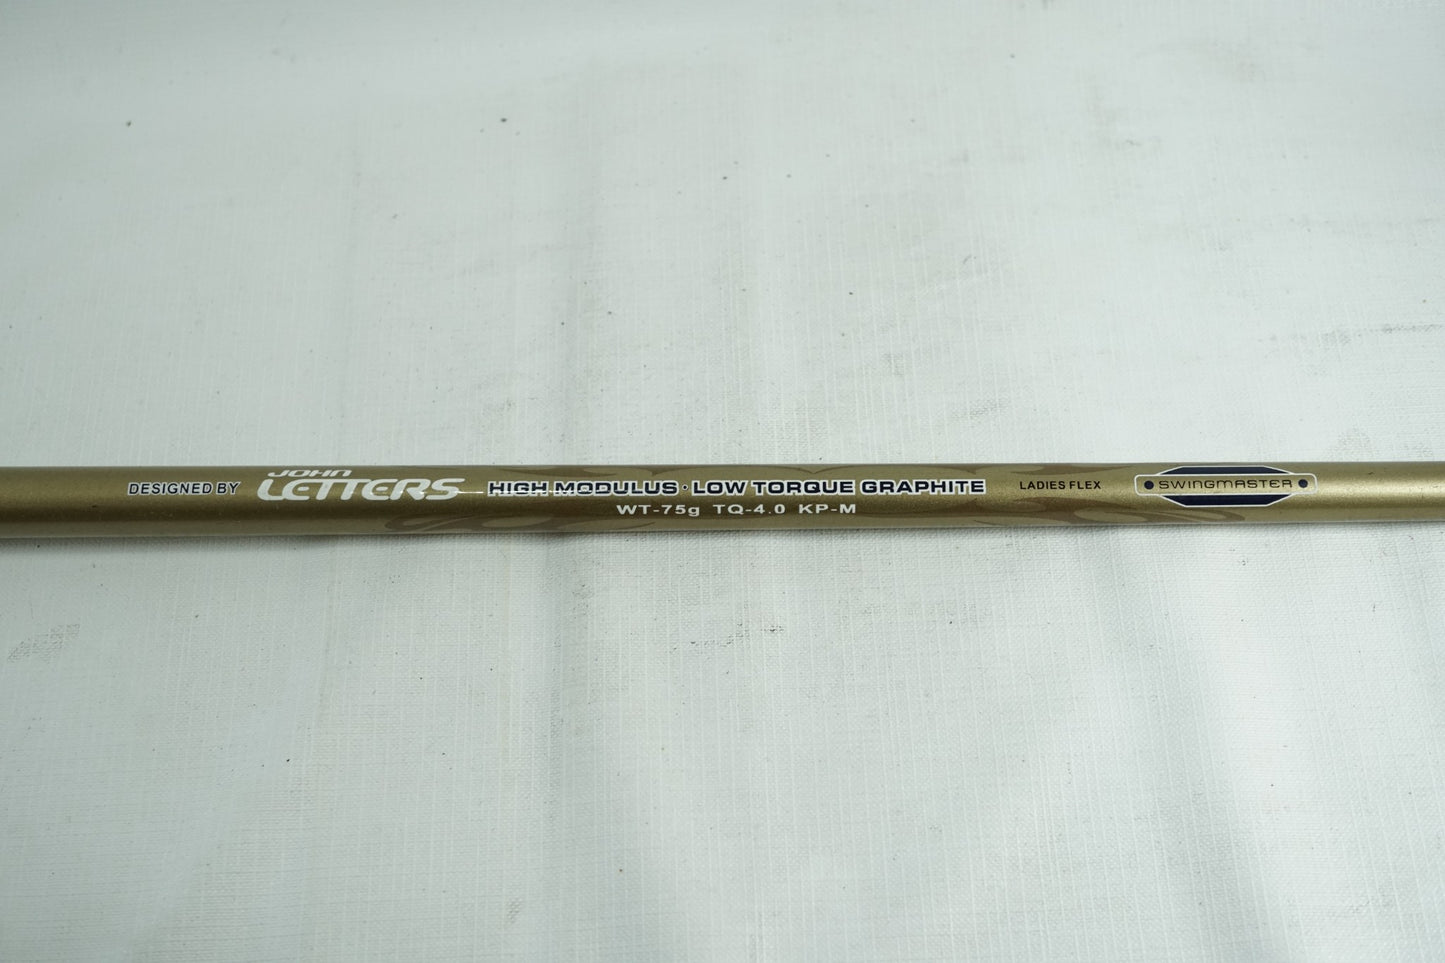 DESIGNED BY JOHN LETTERS HIGH MODULUS · LOW TORQUE GRAPHITE LADIES FLEX • SWINGMASTER •
WT-75g TQ-4.0 KP-M